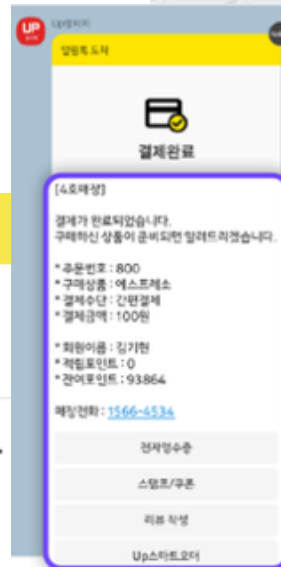 UP
알림톡 도착
결제완료
[4호매장]
결제가 완료되었습니다.
구매하신 상품이 준비되면 알려드리겠습니다.
* 주문번호 : 800
* 구매상품 : 에스프레소
* 결제수단 : 간편결제
* 결제금액 : 100원
* 회원이름 : 김기현
* 적립포인트 : 0
* 잔여포인트 : 93864
매장전화 : 1566-4534
전자영수증
스탬프/쿠폰
리뷰 작성
Up스마트오더